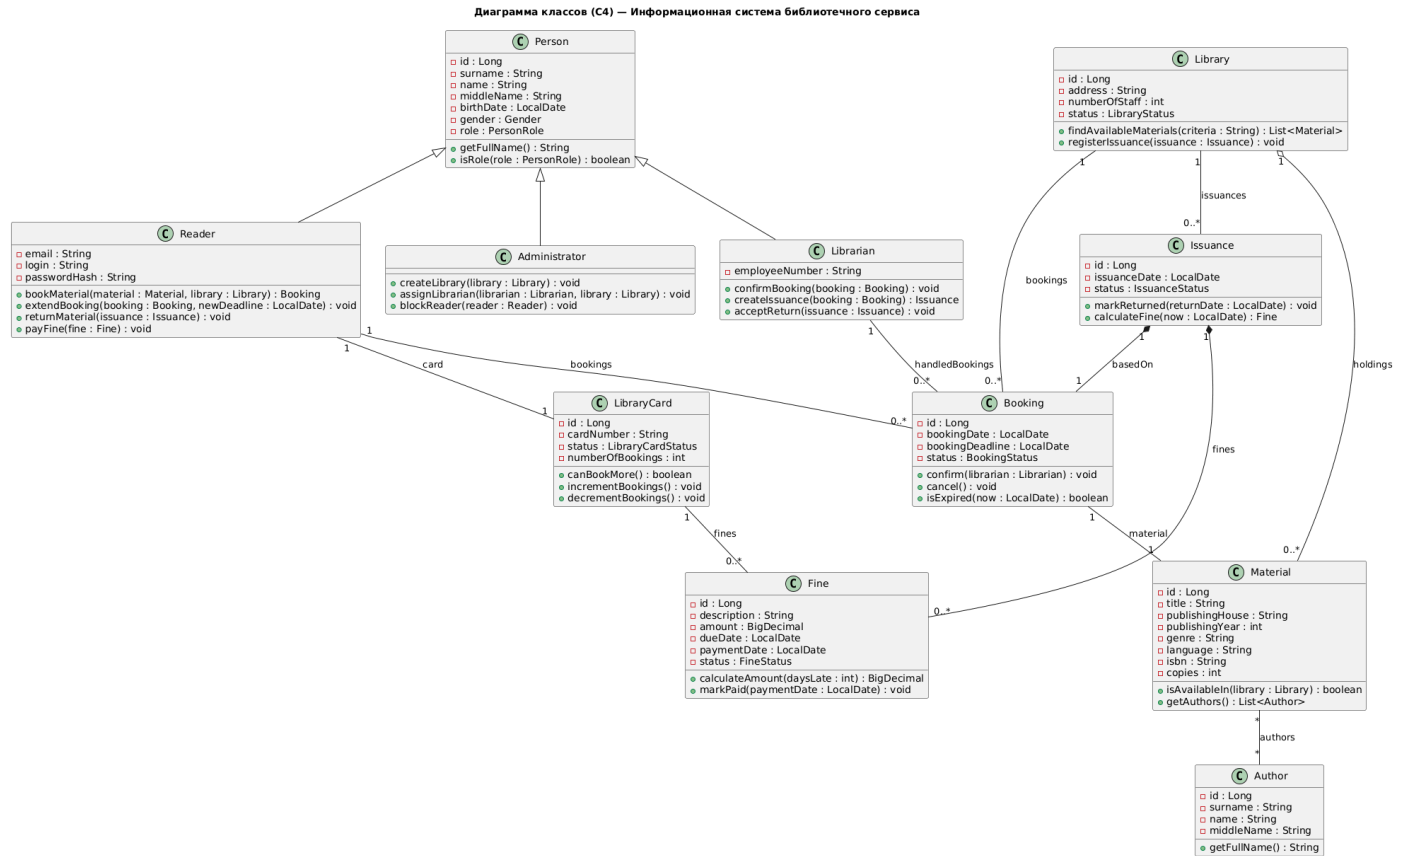 Диаграмма классов (C4) — Информационная система библиотечного сервиса
C Person
id : Long
surname : String
name : String
middleName : String
birthDate : LocalDate
gender : Gender
role : PersonRole
getFullName() : String
isRole(role : PersonRole) : boolean
C Library
id : Long
address : String
numberOfStaff : int
status : LibraryStatus
findAvailableMaterials(criteria : String) : List<Material>
registerIssuance(issuance : Issuance) : void
1
1
1
issuances
0..*
C Reader
email : String
login : String
passwordHash : String
bookMaterial(material : Material, library : Library) : Booking
extendBooking(booking : Booking, newDeadline : LocalDate) : void
returnMaterial(issuance : Issuance) : void
payFine(fine : Fine) : void
C Administrator
createLibrary(library : Library) : void
assignLibrarian(librarian : Librarian, library : Library) : void
blockReader(reader : Reader) : void
C Librarian
employeeNumber : String
confirmBooking(booking : Booking) : void
createIssuance(booking : Booking) : Issuance
acceptReturn(issuance : Issuance) : void
bookings
C Issuance
id : Long
issuanceDate : LocalDate
status : IssuanceStatus
markReturned(returnDate : LocalDate) : void
calculateFine(now : LocalDate) : Fine
1
1
1
1
1
card
bookings
handledBookings
basedOn
holdings
1
0..*
0..*
0..*
1
C LibraryCard
id : Long
cardNumber : String
status : LibraryCardStatus
numberOfBookings : int
canBookMore() : boolean
incrementBookings() : void
decrementBookings() : void
C Booking
id : Long
bookingDate : LocalDate
bookingDeadline : LocalDate
status : BookingStatus
confirm(librarian : Librarian) : void
cancel() : void
isExpired(now : LocalDate) : boolean
fines
1
fines
0..*
1
material
1
0..*
C Fine
id : Long
description : String
amount : BigDecimal
dueDate : LocalDate
paymentDate : LocalDate
status : FineStatus
calculateAmount(daysLate : int) : BigDecimal
markPaid(paymentDate : LocalDate) : void
0..*
C Material
id : Long
title : String
publishingHouse : String
publishingYear : int
genre : String
language : String
isbn : String
copies : int
isAvailableIn(library : Library) : boolean
getAuthors() : List<Author>
*
authors
*
C Author
id : Long
surname : String
name : String
middleName : String
getFullName() : String